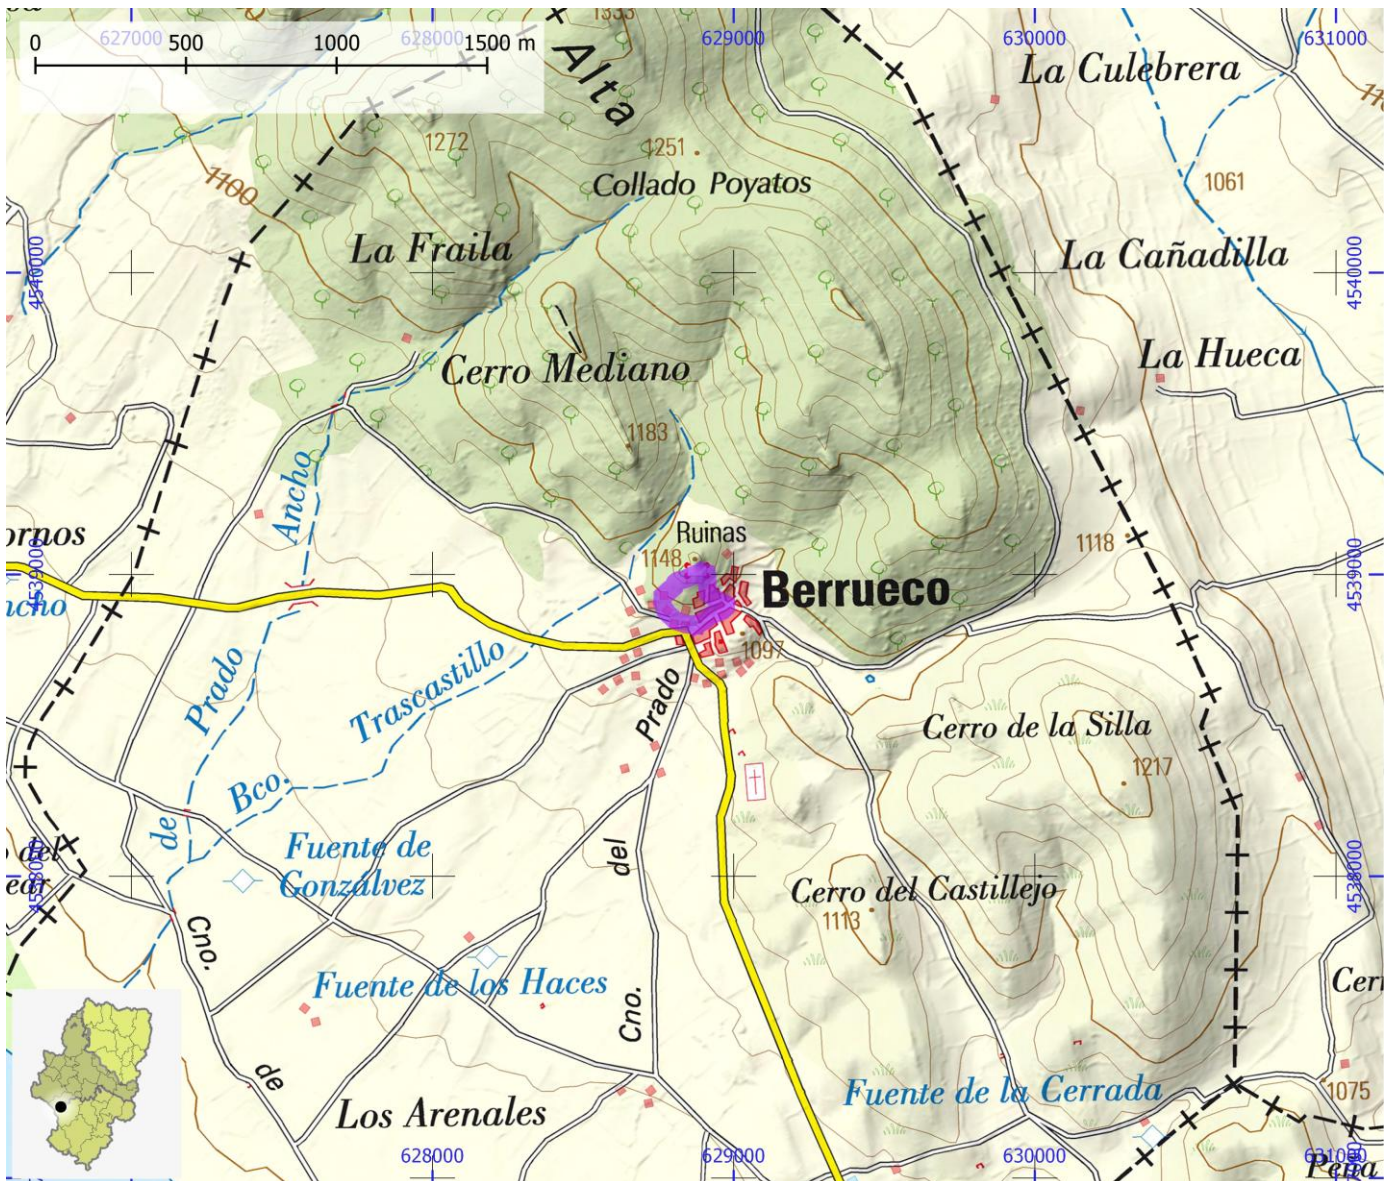 1333
0 500 1000 1500 m
627000 628000 629000 630000 631000
Alta
La Culebrera
1272
1251
Collado Poyatos
1100
1061
La Fraila
La Cañadilla
4540000
4540000
Cerro Mediano
La Hueca
1183
Ancho
ornos
Ruinas
1148
1118
4539000
4539000
ncho
Berrueco
1097
Trascastillo
Prado
Prado
Cerro de la Silla
1217
Bco.
de
Fuente de
Gonzálvez
del
ear
4538000
4538000
del
Cerro del Castillejo
1113
Cno.
Fuente de los Haces
Cno.
Cerr
de
Fuente de la Cerrada
1075
Los Arenales
628000 629000 630000 631000
Peña